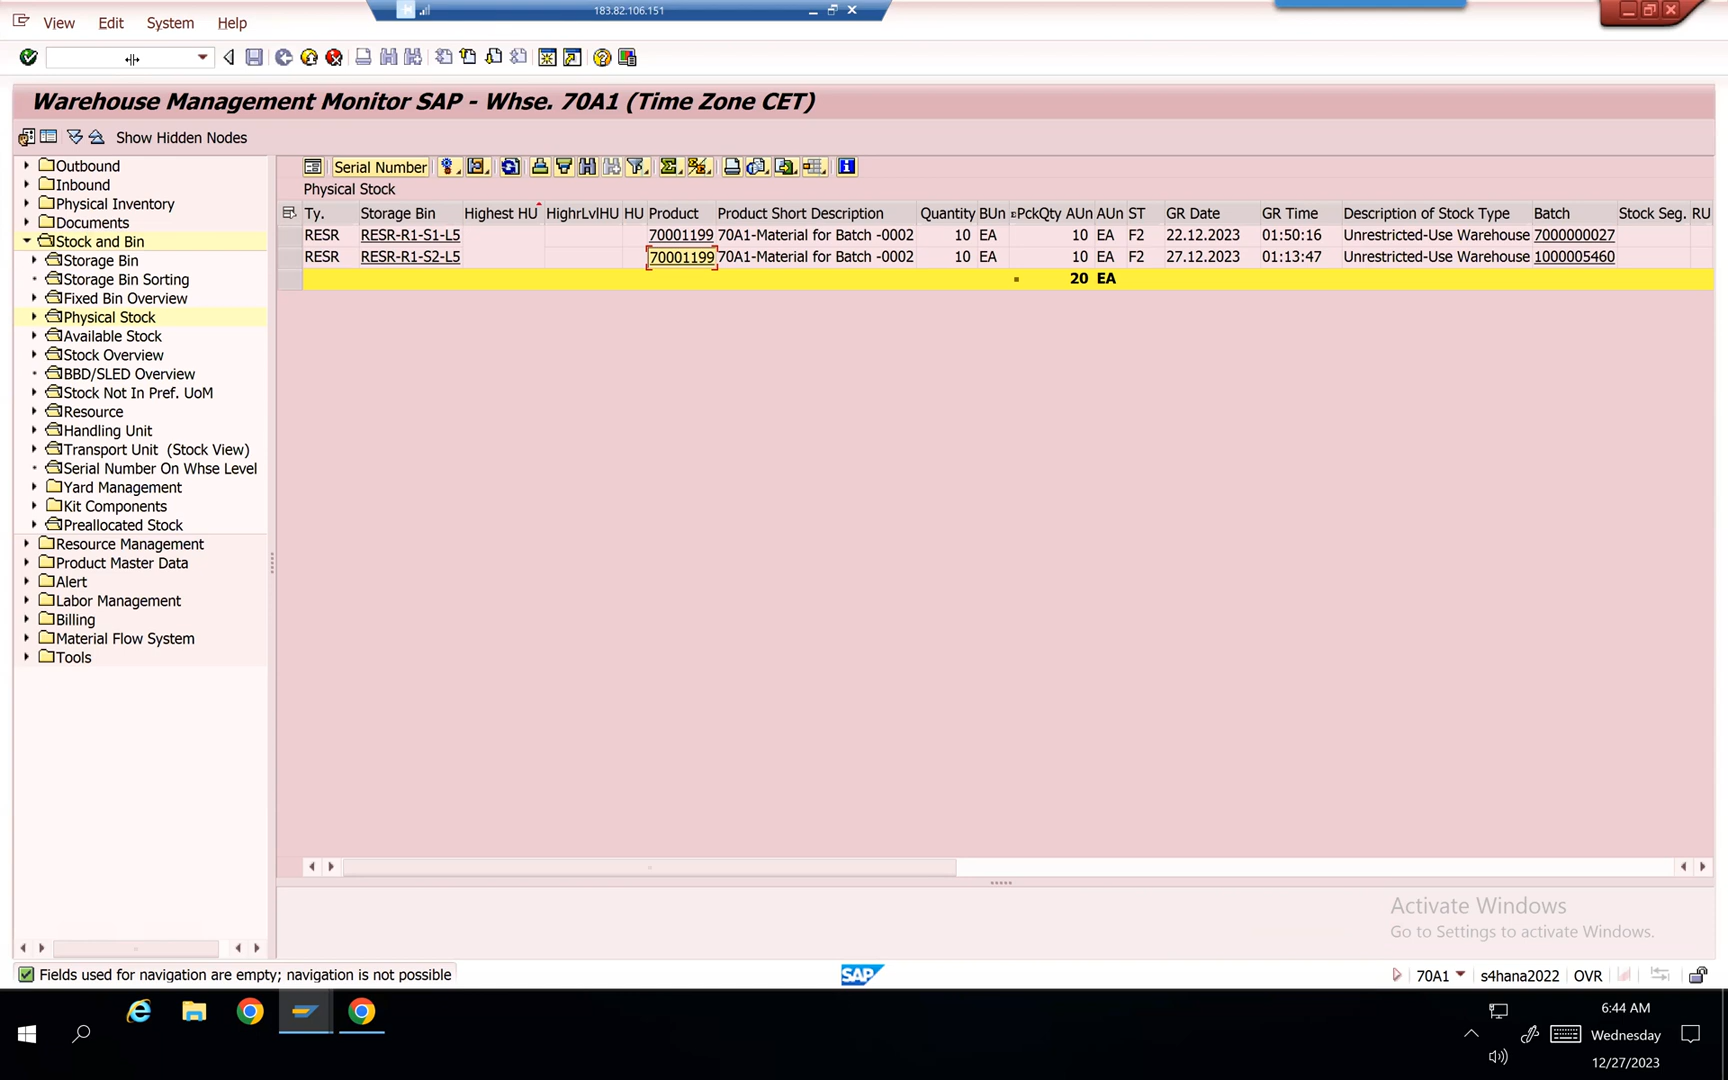 183.82.106.151
View Edit System Help
Warehouse Management Monitor SAP - Whse. 70A1 (Time Zone CET)
Show Hidden Nodes
Outbound
Inbound
Physical Inventory
Documents
Stock and Bin
Storage Bin
Storage Bin Sorting
Fixed Bin Overview
Physical Stock
Available Stock
Stock Overview
BBD/SLED Overview
Stock Not In Pref. UoM
Resource
Handling Unit
Transport Unit (Stock View)
Serial Number On Whse Level
Yard Management
Kit Components
Preallocated Stock
Resource Management
Product Master Data
Alert
Labor Management
Billing
Material Flow System
Tools
Serial Number
Physical Stock
Ty. Storage Bin Highest HU HighrLvlHU HU Product Product Short Description Quantity BUn ΣPckQty AUn AUn ST GR Date GR Time Description of Stock Type Batch Stock Seg. RU
RESR RESR-R1-S1-L5 70001199 70A1-Material for Batch -0002 10 EA 10 EA F2 22.12.2023 01:50:16 Unrestricted-Use Warehouse 7000000027
RESR RESR-R1-S2-L5 70001199 70A1-Material for Batch -0002 10 EA 10 EA F2 27.12.2023 01:13:47 Unrestricted-Use Warehouse 1000005460
20 EA
Activate Windows
Go to Settings to activate Windows.
Fields used for navigation are empty; navigation is not possible
SAP
70A1 s4hana2022 OVR
6:44 AM
Wednesday
12/27/2023